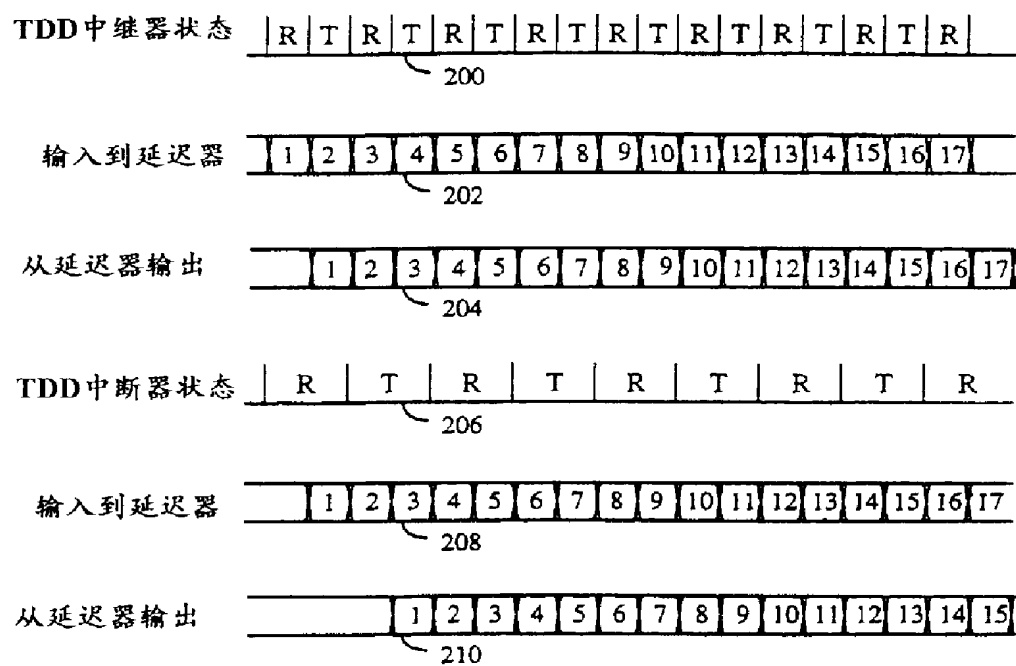 TDD中继器状态 R T R T R T R T R T R T R T R T R
200
输入到延迟器 1 2 3 4 5 6 7 8 9 10 11 12 13 14 15 16 17
202
从延迟器输出 1 2 3 4 5 6 7 8 9 10 11 12 13 14 15 16 17
204
TDD中断器状态 R T R T R T R T R
206
输入到延迟器 1 2 3 4 5 6 7 8 9 10 11 12 13 14 15 16 17
208
从延迟器输出 1 2 3 4 5 6 7 8 9 10 11 12 13 14 15
210